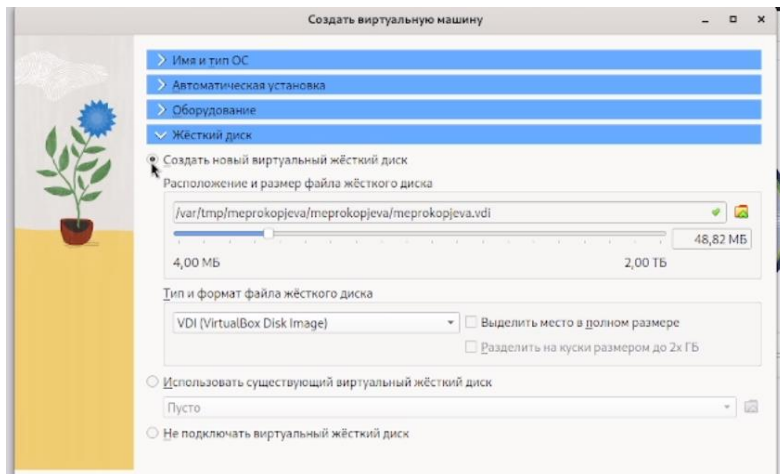 Создать виртуальную машину
Имя и тип ОС
Автоматическая установка
Оборудование
Жёсткий диск
Создать новый виртуальный жёсткий диск
Расположение и размер файла жёсткого диска
/var/tmp/meprokopjeva/meprokopjeva/meprokopjeva.vdi
48,82 МБ
4,00 МБ 2,00 ТБ
Тип и формат файла жёсткого диска
VDI (VirtualBox Disk Image) Выделить место в полном размере
Разделить на куски размером до 2х ГБ
Использовать существующий виртуальный жёсткий диск
Пусто
Не подключать виртуальный жёсткий диск